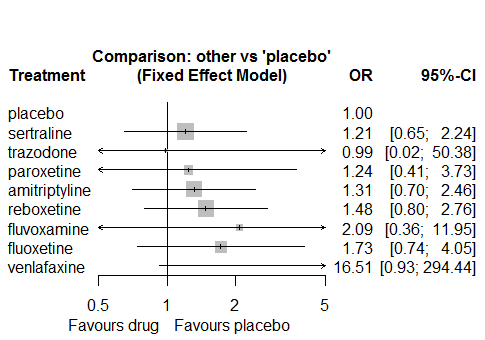 Comparison: other vs 'placebo'
Treatment (Fixed Effect Model) OR 95%-CI
placebo 1.00
sertraline 1.21 [0.65; 2.24]
trazodone 0.99 [0.02; 50.38]
paroxetine 1.24 [0.41; 3.73]
amitriptyline 1.31 [0.70; 2.46]
reboxetine 1.48 [0.80; 2.76]
fluvoxamine 2.09 [0.36; 11.95]
fluoxetine 1.73 [0.74; 4.05]
venlafaxine 16.51 [0.93; 294.44]
0.5 1 2 5
Favours drug Favours placebo